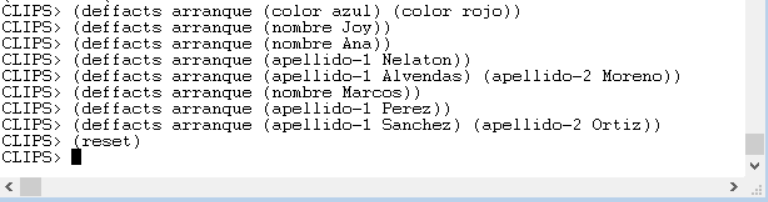 CLIPS> (deffacts arranque (color azul) (color rojo))
CLIPS> (deffacts arranque (nombre Joy))
CLIPS> (deffacts arranque (nombre Ana))
CLIPS> (deffacts arranque (apellido-1 Nelaton))
CLIPS> (deffacts arranque (apellido-1 Alvendas) (apellido-2 Moreno))
CLIPS> (deffacts arranque (nombre Marcos))
CLIPS> (deffacts arranque (apellido-1 Perez))
CLIPS> (deffacts arranque (apellido-1 Sanchez) (apellido-2 Ortiz))
CLIPS> (reset)
CLIPS>